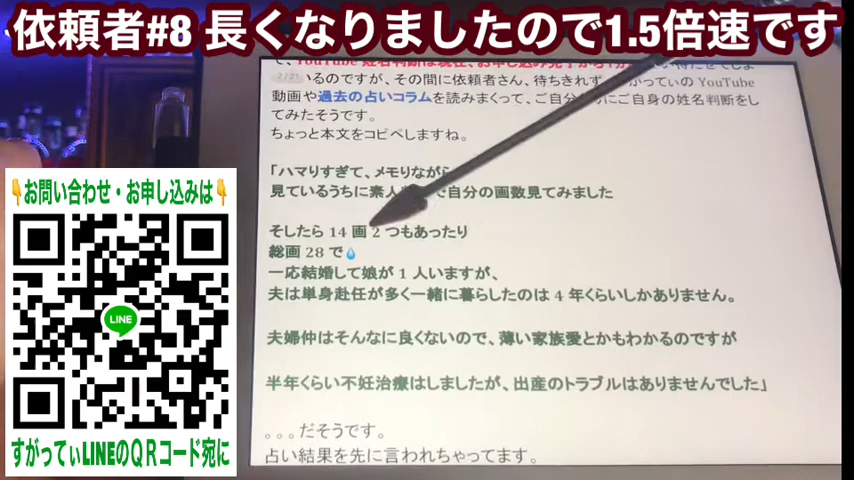 依頼者#8 長くなりましたので1.5倍速です
いるのですが、その間に依頼者さん、待ちきれず
の YouTube
動画や過去の占いコラムを読みまくって、ご自分
にご自身の姓名判断をし
てみたそうです。
ちょっと本文をコピペしますね。
「ハマりすぎて、メモりながら
見ているうちに素人
で自分の画数見てみました
そしたら 14 画 2 つもあったり
総画 28 で💧
一応結婚して娘が 1 人いますが、
夫は単身赴任が多く一緒に暮らしたのは 4 年くらいしかありません。
夫婦仲はそんなに良くないので、薄い家族愛とかもわかるのですが
半年くらい不妊治療はしましたが、出産のトラブルはありませんでした」
。。。だそうです。
占い結果を先に言われちゃってます。
👇お問い合わせ・お申し込みは👇
LINE
すがってぃLINEのQRコード宛に